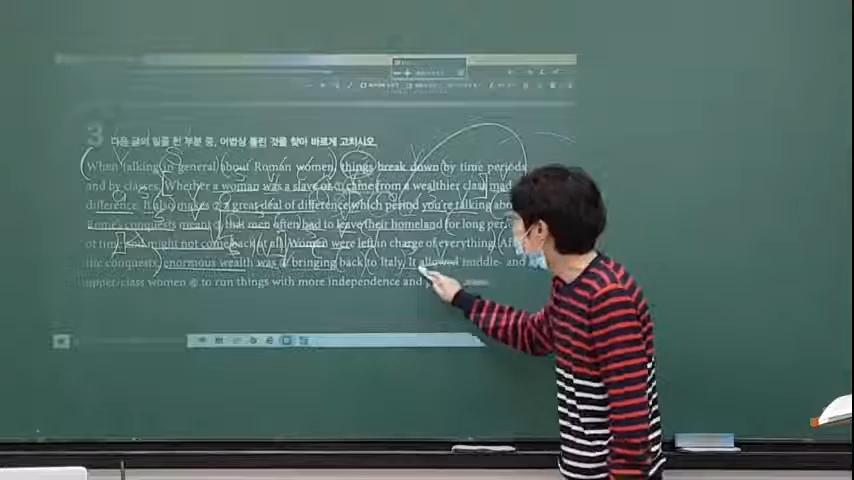 3 다음 글의 밑줄 친 부분 중, 어법상 틀린 것을 찾아 바르게 고치시오.
When (talking in general) about Roman women, things break down by time periods
and by classes. Whether a woman was a slave or came from a wealthier class
difference. It also makes a great deal of difference which period you're talking
Rome's conquests meant that men often had to leave their homeland for long
of time and might not come back at all. Women were left in charge of everything.
conquests, enormous wealth was bringing back to Italy. It allowed middle- and
upper-class women to run things with more independence and